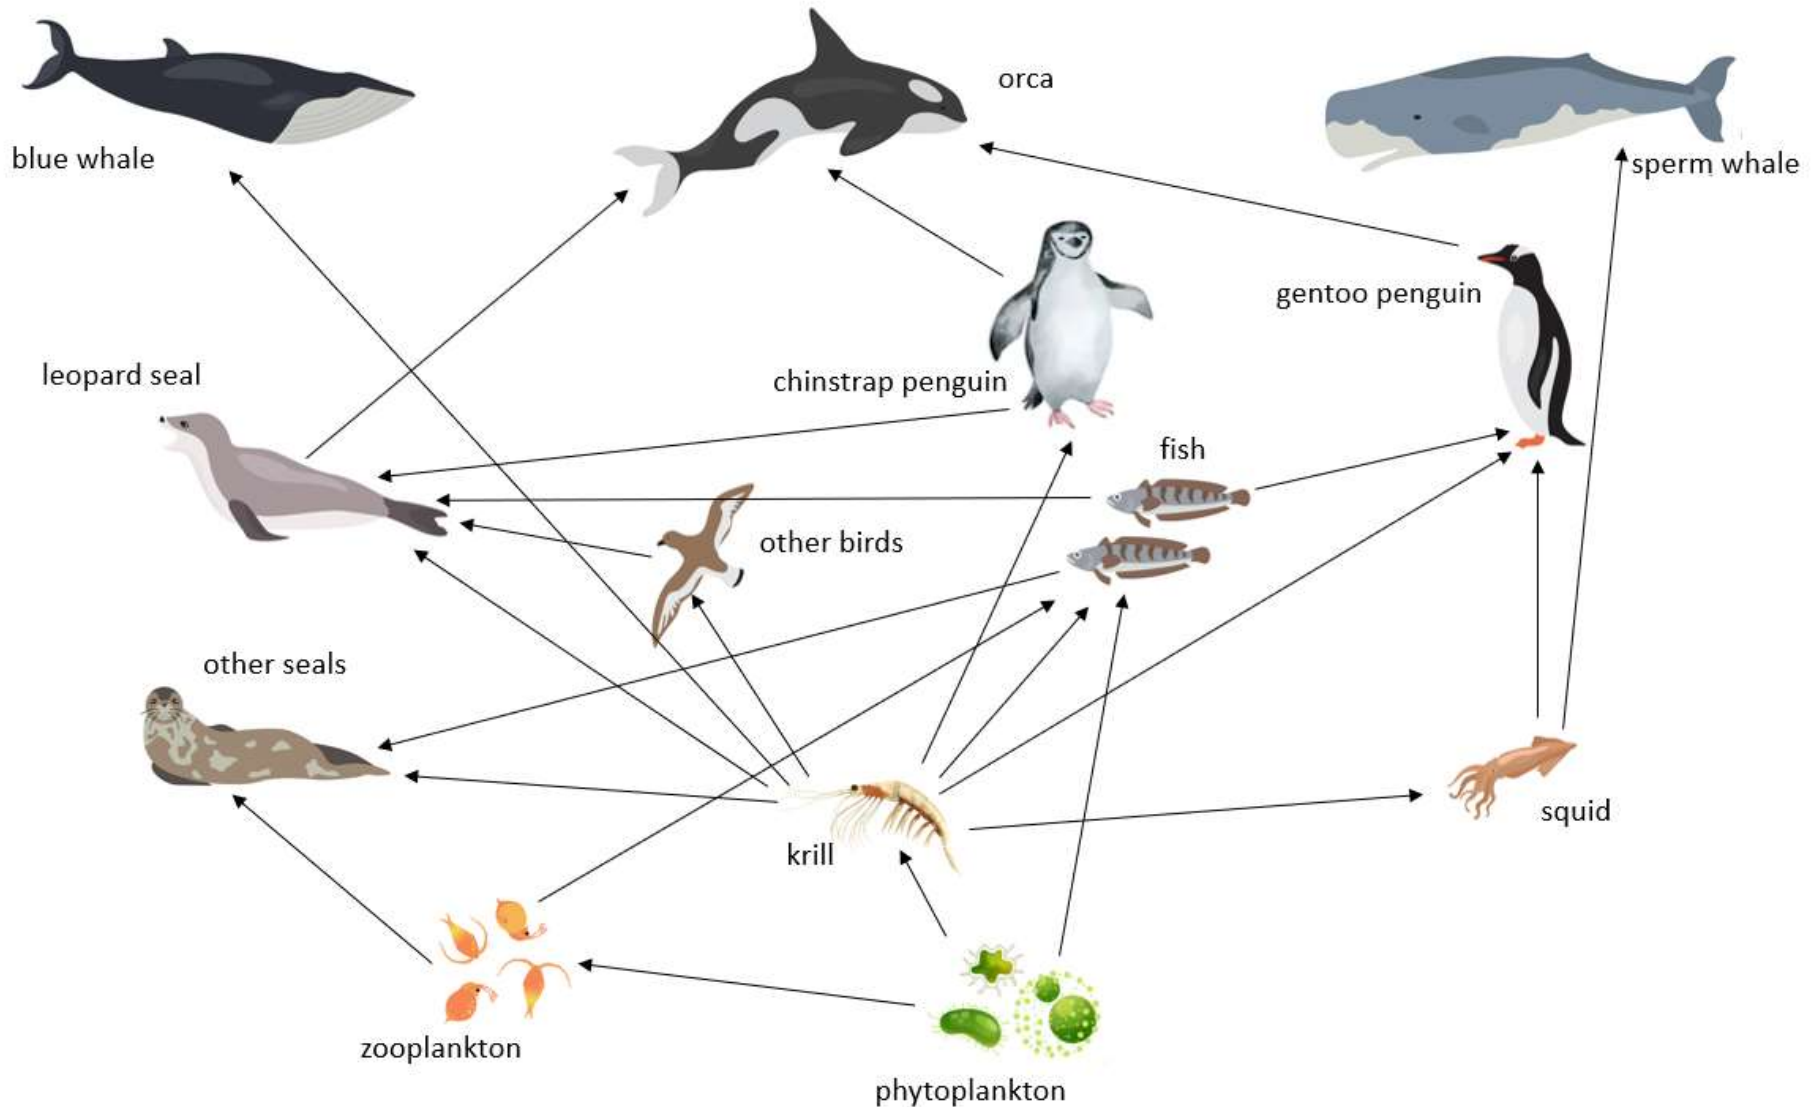 orca
blue whale
sperm whale
gentoo penguin
leopard seal
chinstrap penguin
fish
other birds
other seals
squid
krill
zooplankton
phytoplankton